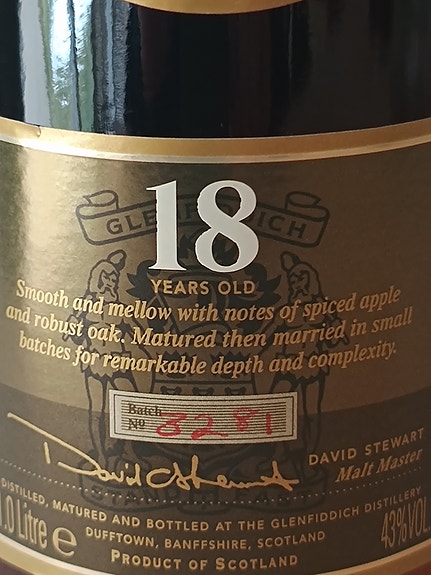 GLENFIDDICH
18
YEARS OLD
Smooth and mellow with notes of spiced apple
and robust oak. Matured then married in small
batches for remarkable depth and complexity.
Batch
Nº 3281
David Stewart
DAVID STEWART
Malt Master
DISTILLED, MATURED AND BOTTLED AT THE GLENFIDDICH DISTILLERY
1.0 Litre e
DUFFTOWN, BANFFSHIRE, SCOTLAND
43%VOL.
PRODUCT OF SCOTLAND